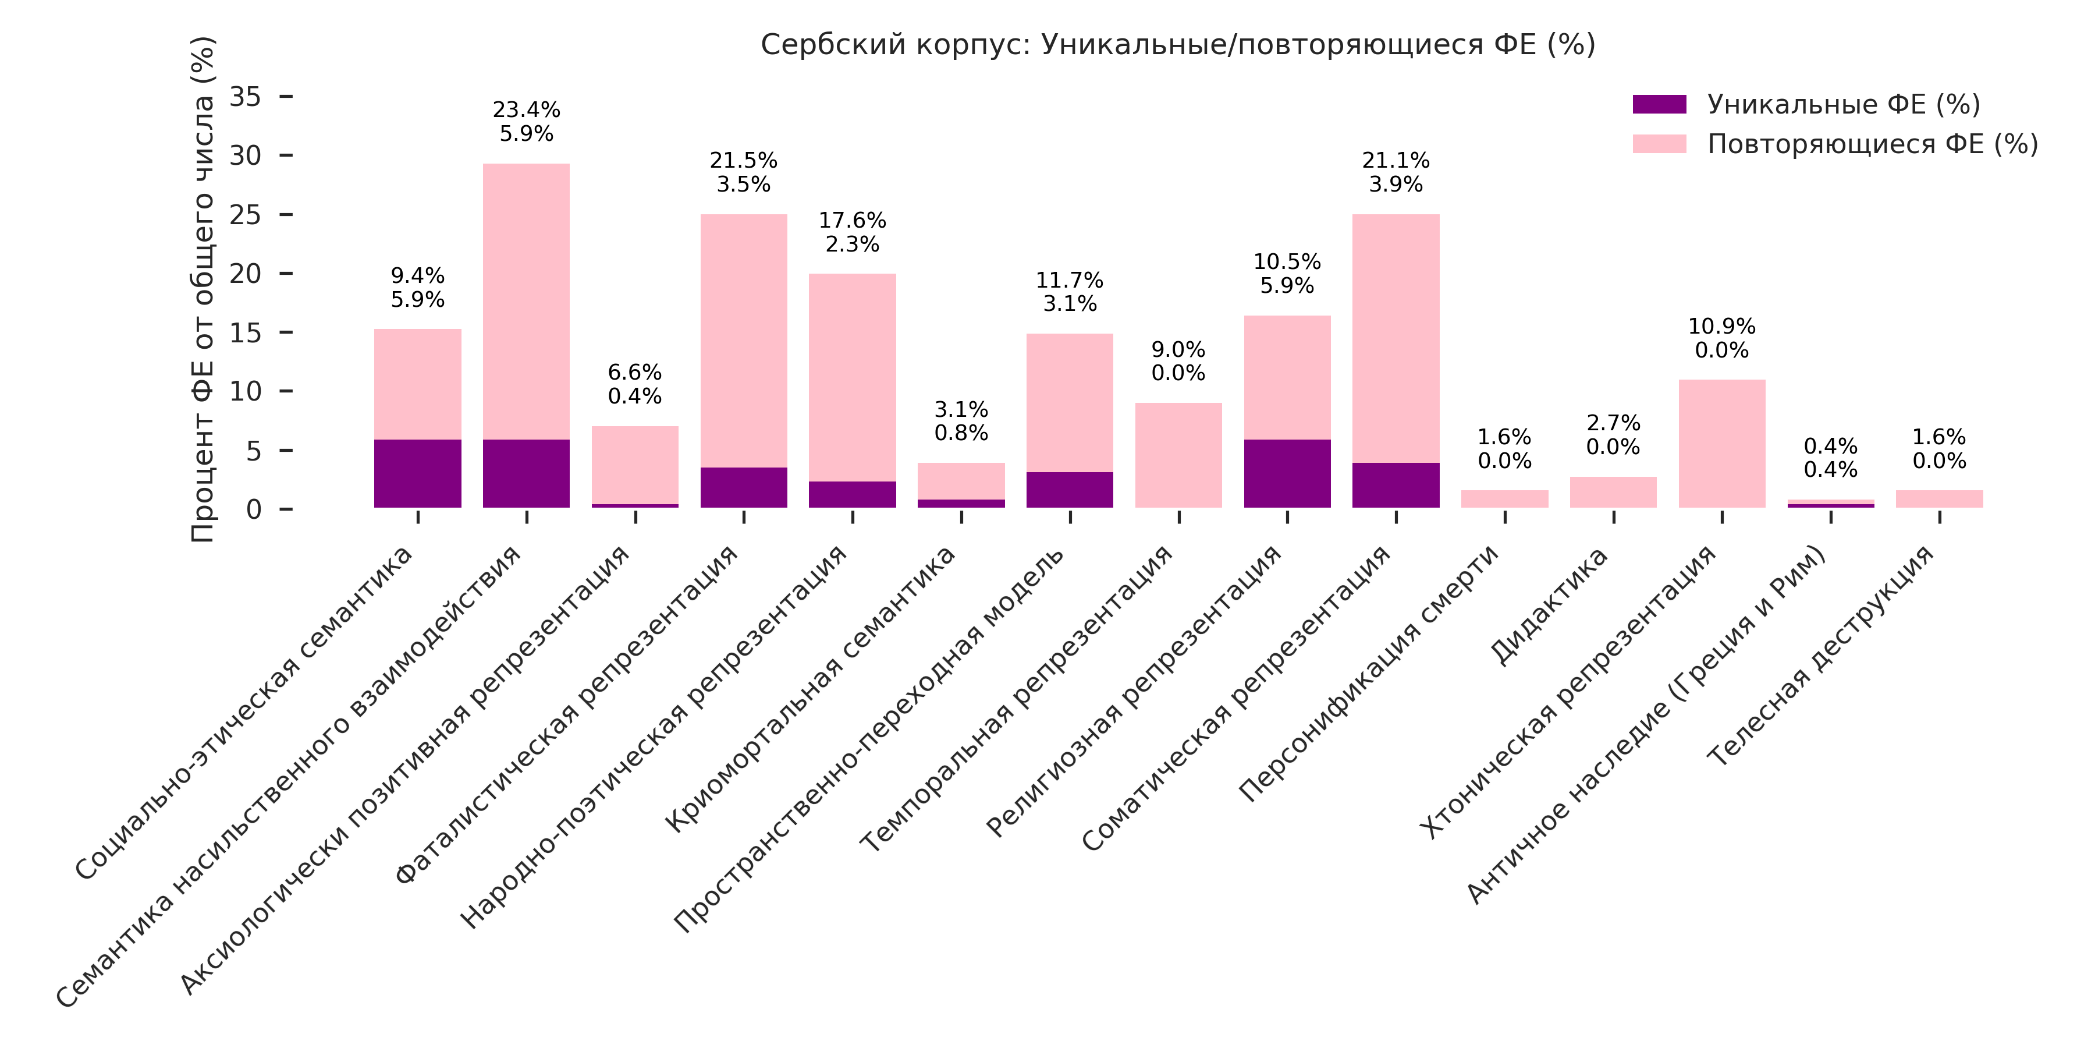 Сербский корпус: Уникальные/повторяющиеся ФЕ (%)
Процент ФЕ от общего числа (%)
35
30
25
20
15
10
5
0
Уникальные ФЕ (%)
Повторяющиеся ФЕ (%)
9.4%
5.9%
23.4%
5.9%
6.6%
0.4%
21.5%
3.5%
17.6%
2.3%
3.1%
0.8%
11.7%
3.1%
9.0%
0.0%
10.5%
5.9%
21.1%
3.9%
1.6%
0.0%
2.7%
0.0%
10.9%
0.0%
0.4%
0.4%
1.6%
0.0%
Социально-этическая семантика
Семантика насильственного взаимодействия
Аксиологически позитивная репрезентация
Фаталистическая репрезентация
Народно-поэтическая репрезентация
Криомортальная семантика
Пространственно-переходная модель
Темпоральная репрезентация
Религиозная репрезентация
Соматическая репрезентация
Персонификация смерти
Дидактика
Хтоническая репрезентация
Античное наследие (Греция и Рим)
Телесная деструкция